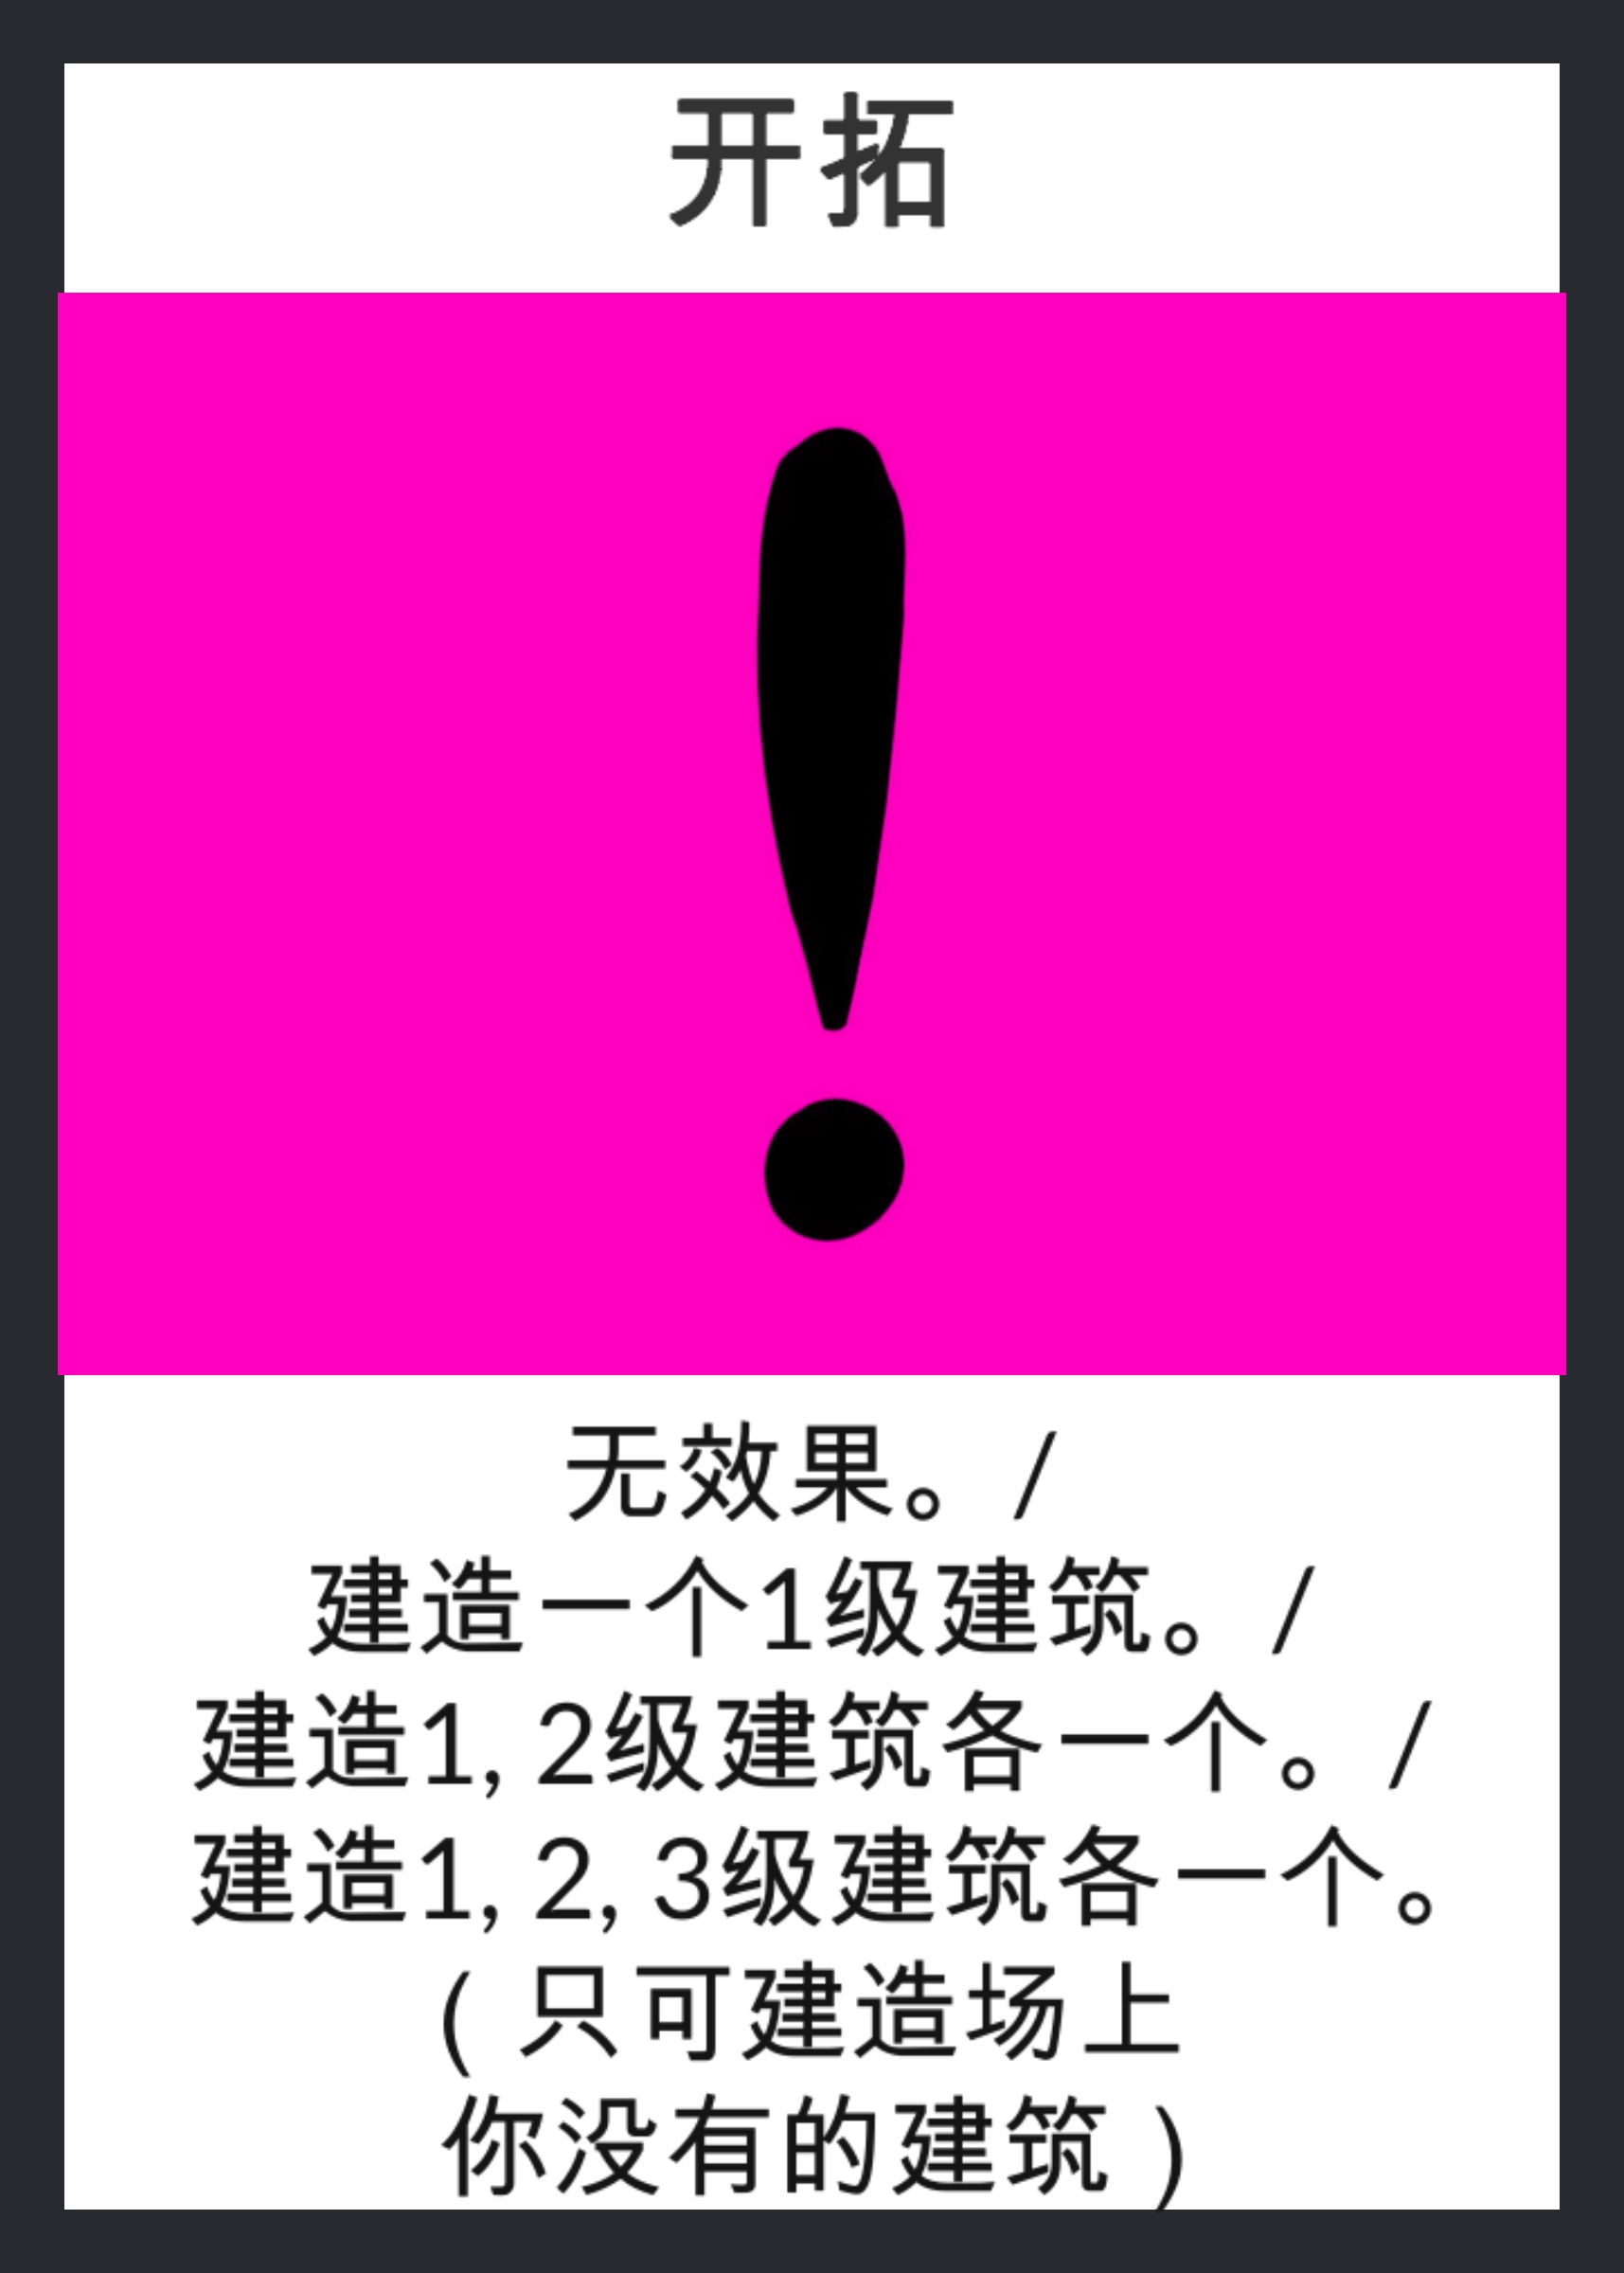 开拓
!
无效果。/
建造一个1级建筑。/
建造1, 2级建筑各一个。/
建造1, 2, 3级建筑各一个。
( 只可建造场上
你没有的建筑 )